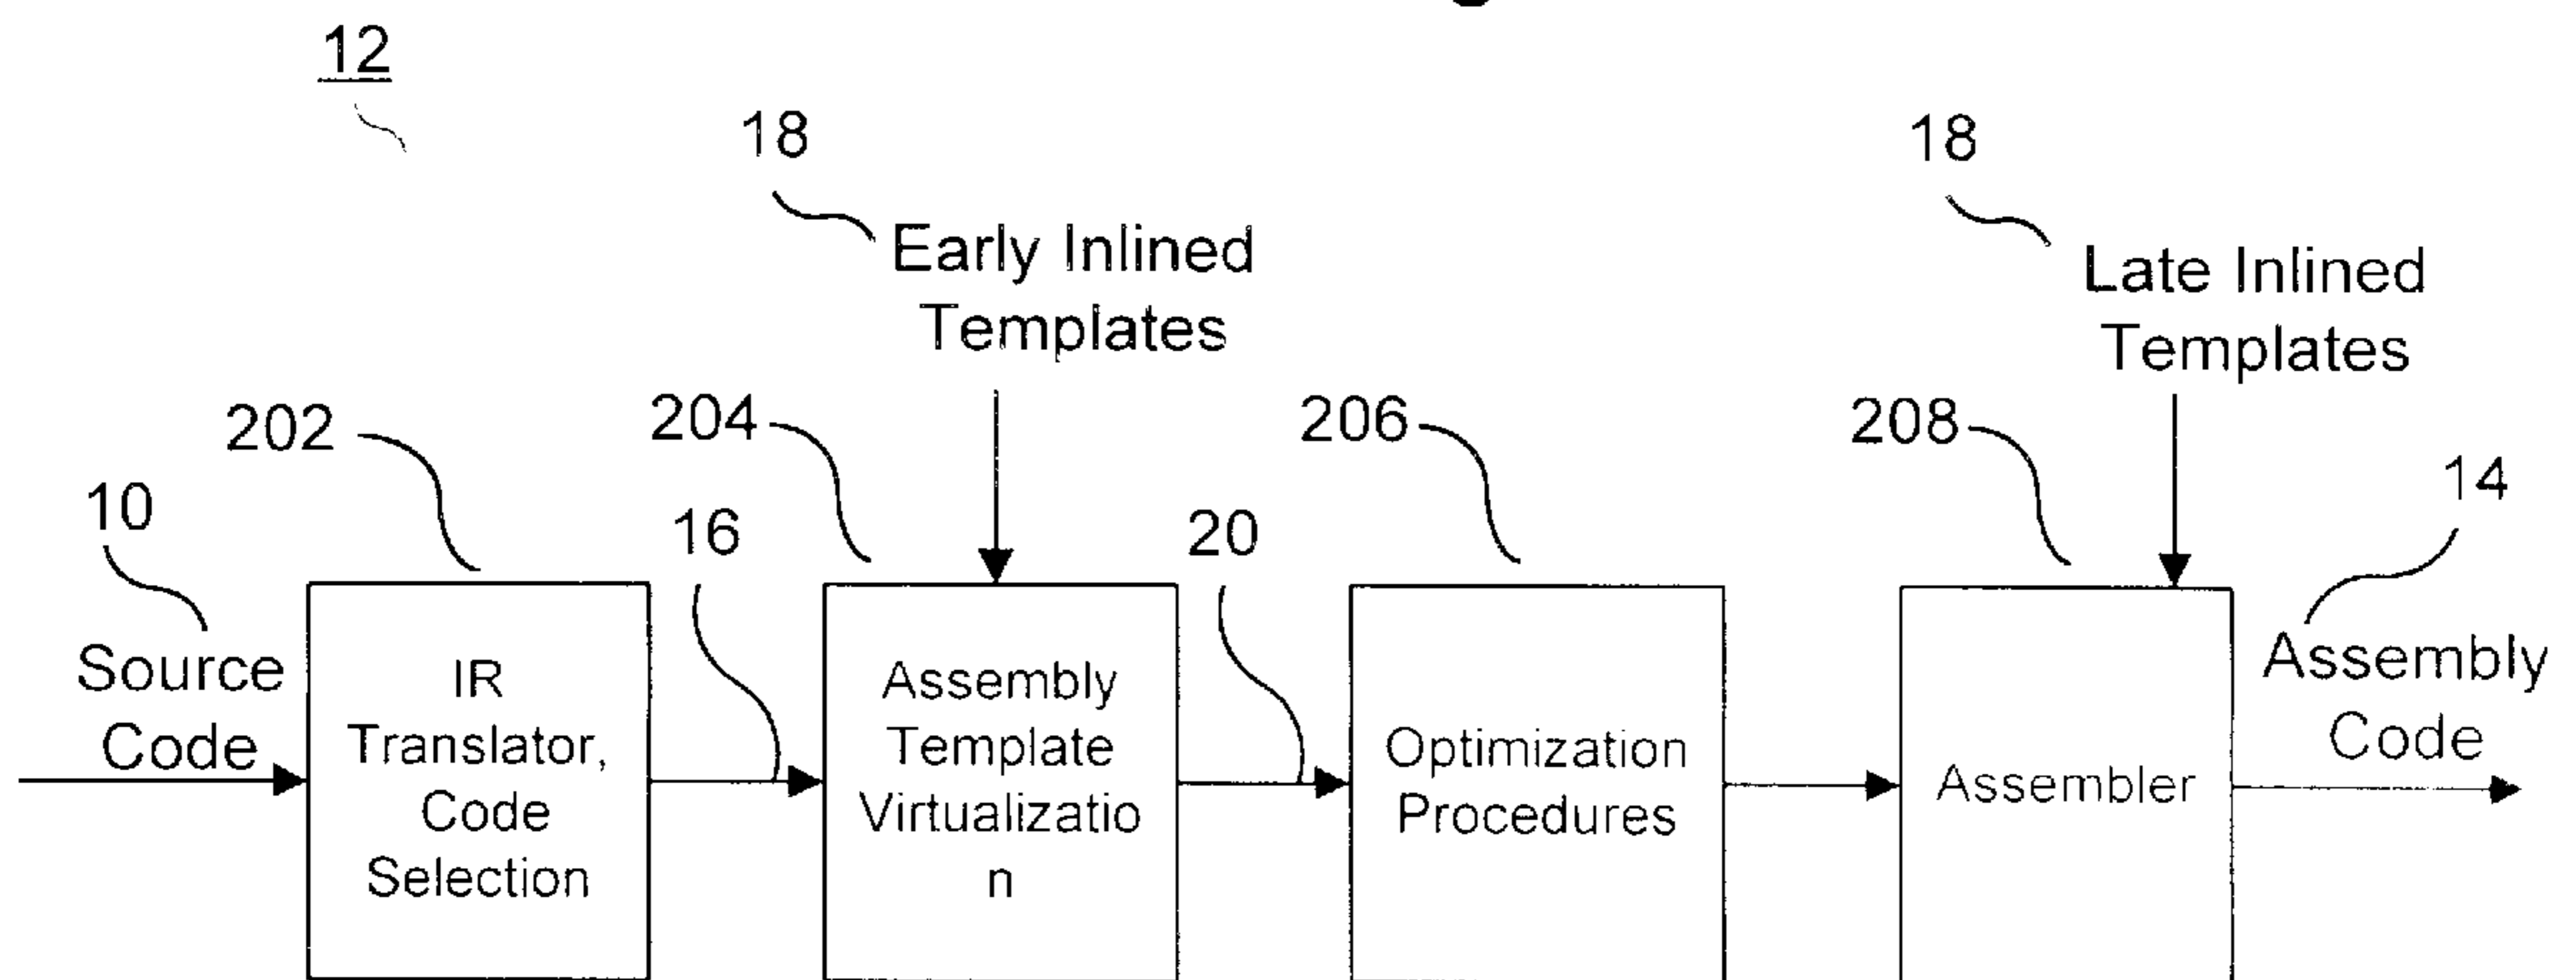 12
18
Early Inlined
Templates
18
Late Inlined
Templates
202
204
206
208
10
16
20
14
Source
Code
IR
Translator,
Code
Selection
Assembly
Template
Virtualizatio
n
Optimization
Procedures
Assembler
Assembly
Code